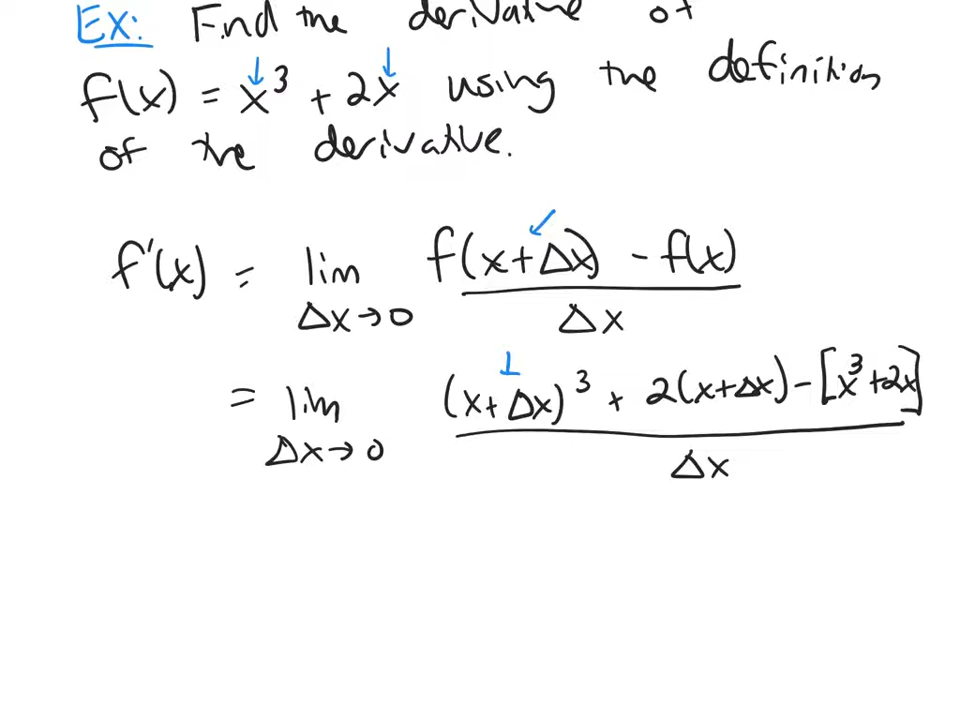 Ex: Find the derivative of
f(x) = x³ + 2x using the definition
of the derivative.
f'(x) = lim Δx→0 f(x+Δx) - f(x) / Δx
= lim Δx→0 (x+Δx)³ + 2(x+Δx) - [x³+2x] / Δx